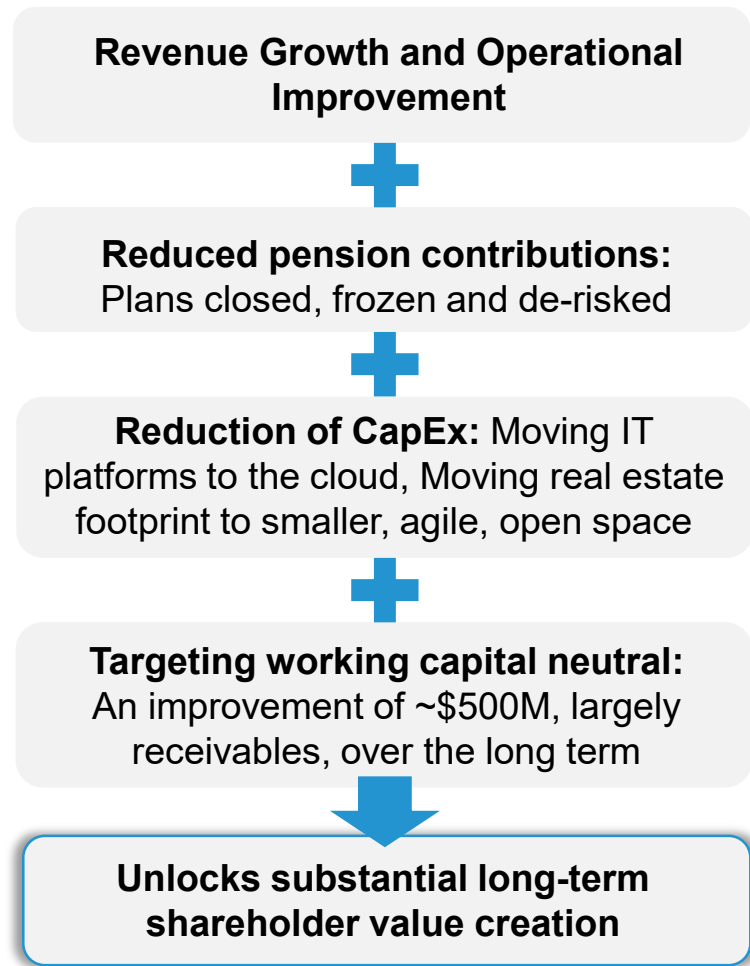 Revenue Growth and Operational
Improvement
Reduced pension contributions:
Plans closed, frozen and de-risked
Reduction of CapEx: Moving IT
platforms to the cloud, Moving real estate
footprint to smaller, agile, open space
Targeting working capital neutral:
An improvement of ~$500M, largely
receivables, over the long term
Unlocks substantial long-term
shareholder value creation